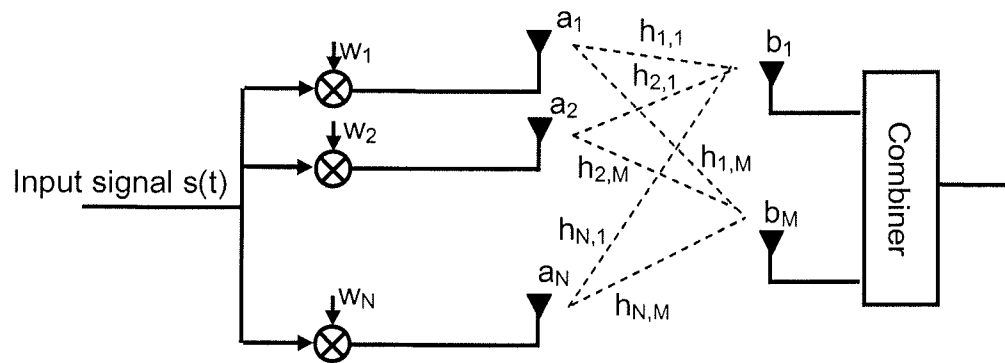 a₁
w₁
h₁,₁
b₁
h₂,₁
a₂
w₂
h₁,M
h₂,M
Input signal s(t)
Combiner
bM
hN,1
aN
wN
hN,M